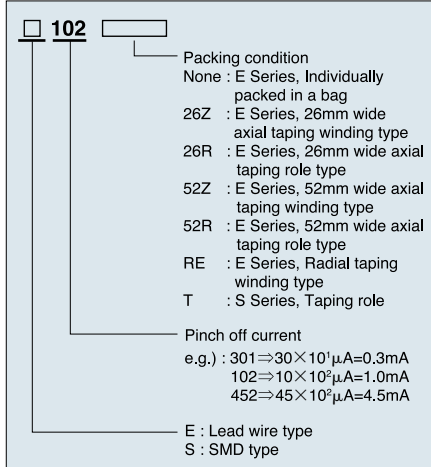 □ 102
Packing condition
None : E Series, Individually
packed in a bag
26Z : E Series, 26mm wide
axial taping winding type
26R : E Series, 26mm wide axial
taping role type
52Z : E Series, 52mm wide axial
taping winding type
52R : E Series, 52mm wide axial
taping role type
RE : E Series, Radial taping
winding type
T : S Series, Taping role
Pinch off current
e.g.) : 301⇒30×10¹μA=0.3mA
102⇒10×10²μA=1.0mA
452⇒45×10²μA=4.5mA
E : Lead wire type
S : SMD type